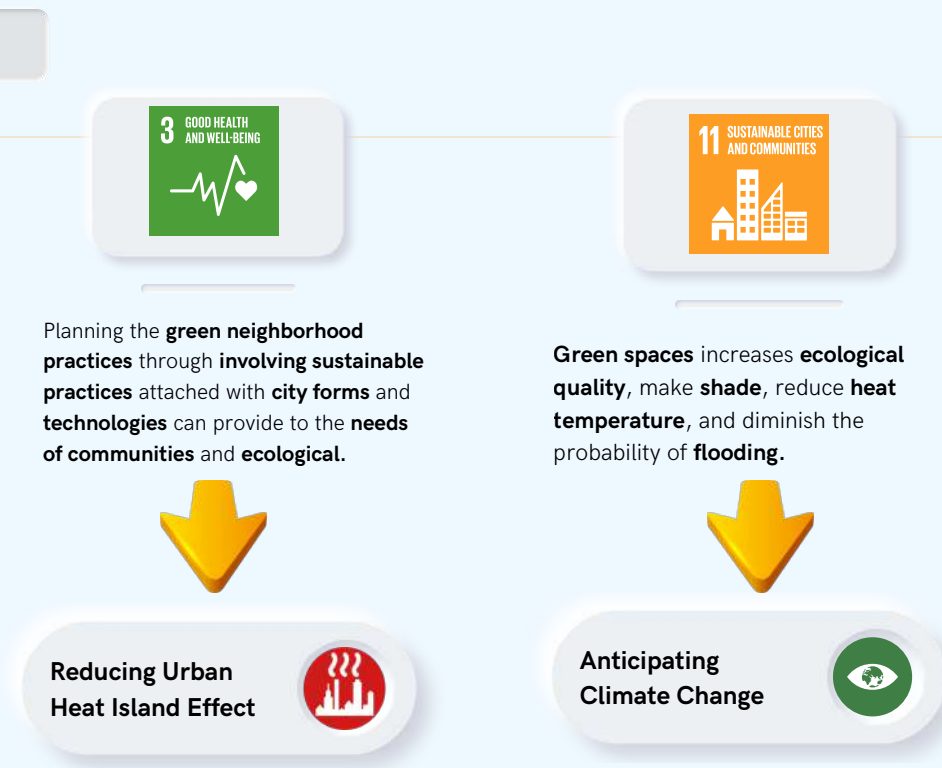 3 GOOD HEALTH
AND WELL-BEING
Planning the green neighborhood
practices through involving sustainable
practices attached with city forms and
technologies can provide to the needs
of communities and ecological.
Reducing Urban
Heat Island Effect
11 SUSTAINABLE CITIES
AND COMMUNITIES
Green spaces increases ecological
quality, make shade, reduce heat
temperature, and diminish the
probability of flooding.
Anticipating
Climate Change